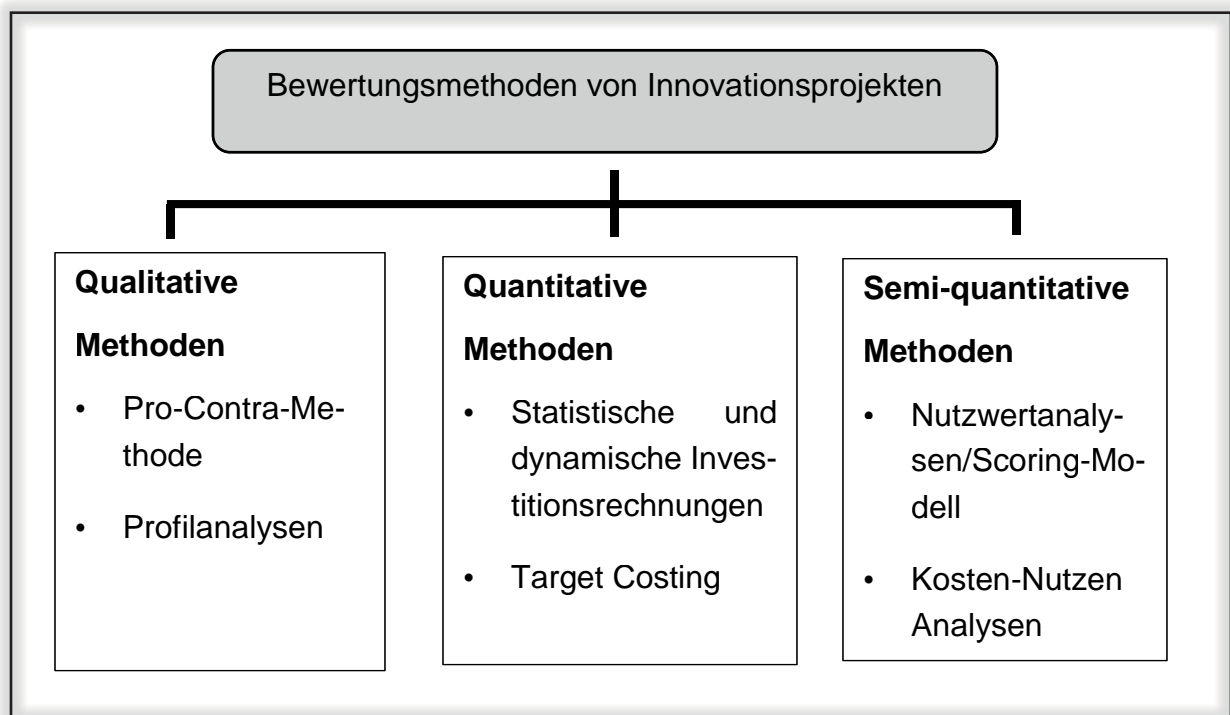 Bewertungsmethoden von Innovationsprojekten
Qualitative
Methoden
• Pro-Contra-Me-
thode
• Profilanalysen
Quantitative
Methoden
• Statistische und
dynamische Inves-
titionsrechnungen
• Target Costing
Semi-quantitative
Methoden
• Nutzwertanaly-
sen/Scoring-Mo-
dell
• Kosten-Nutzen
Analysen